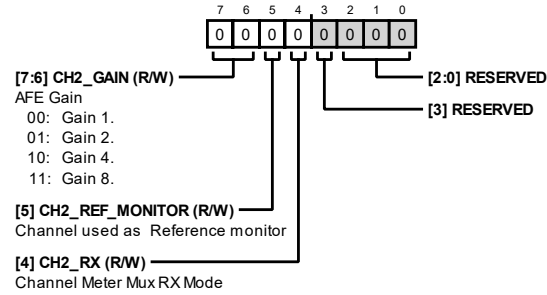 7 6 5 4 3 2 1 0
0 0 0 0 0 0 0 0
[7:6] CH2_GAIN (R/W)
AFE Gain
00: Gain 1.
01: Gain 2.
10: Gain 4.
11: Gain 8.
[5] CH2_REF_MONITOR (R/W)
Channel used as Reference monitor
[4] CH2_RX (R/W)
Channel Meter Mux RX Mode
[2:0] RESERVED
[3] RESERVED